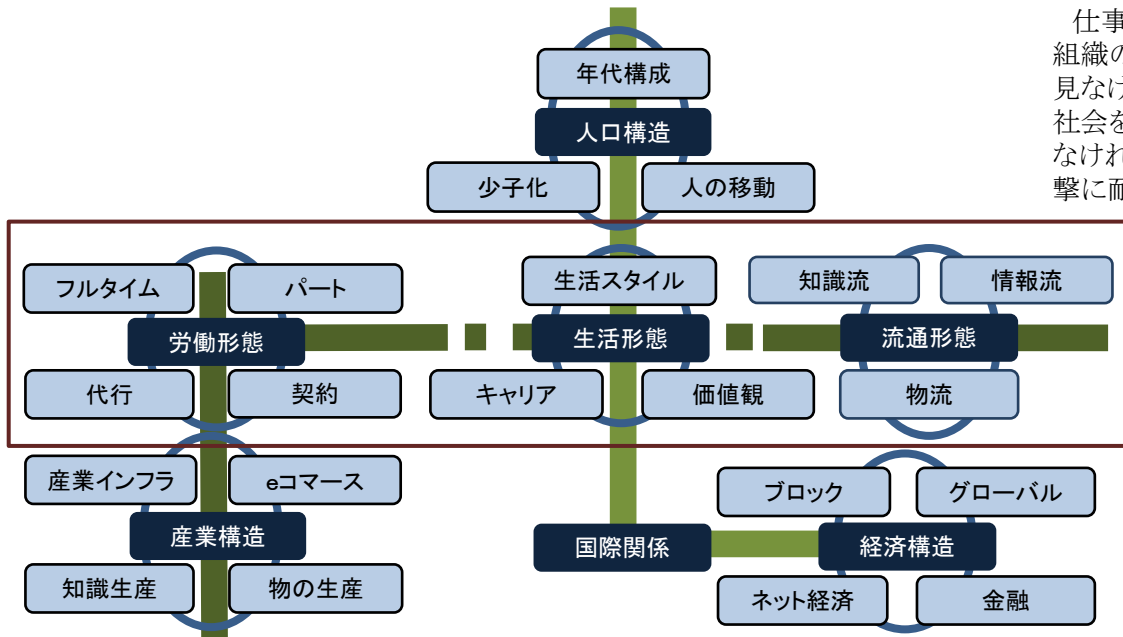 仕事
組織の
見なけ
社会を
なけれ
撃に耐
年代構成
人口構造
少子化
人の移動
フルタイム
パート
労働形態
代行
契約
生活スタイル
生活形態
キャリア
価値観
知識流
情報流
流通形態
物流
産業インフラ
eコマース
産業構造
知識生産
物の生産
国際関係
ブロック
グローバル
経済構造
ネット経済
金融